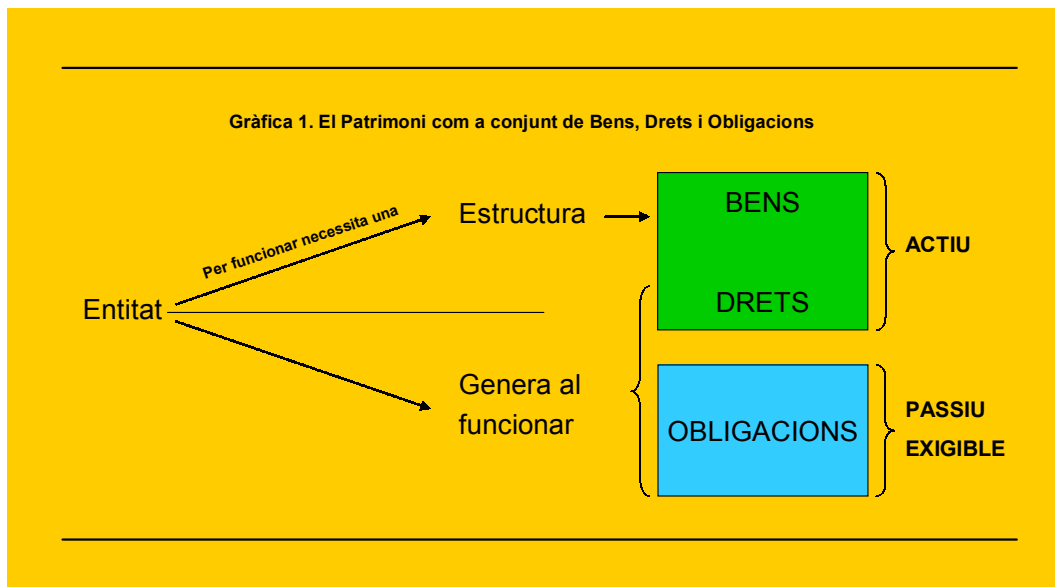 Gràfica 1. El Patrimoni com a conjunt de Bens, Drets i Obligacions
Per funcionar necessita una
Estructura
BENS
ACTIU
DRETS
Entitat
Genera al
funcionar
OBLIGACIONS
PASSIU
EXIGIBLE